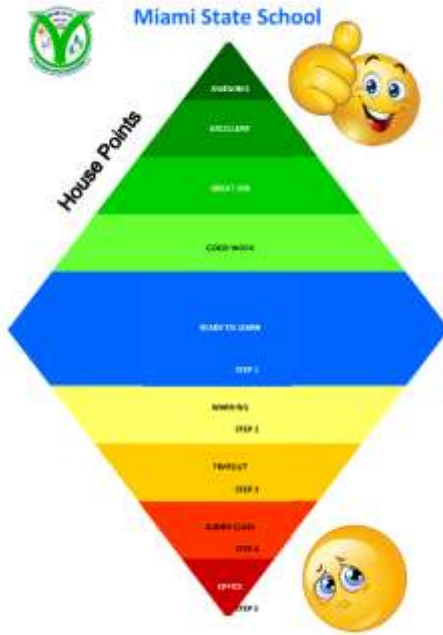 Miami State School
House Points
AWESOME
EXCELLENT
GREAT JOB
GOOD WORK
READY TO LEARN
STEP 1
WARNING
STEP 2
TIMEOUT
STEP 3
BUDDY CLASS
STEP 4
OFFICE
STEP 5